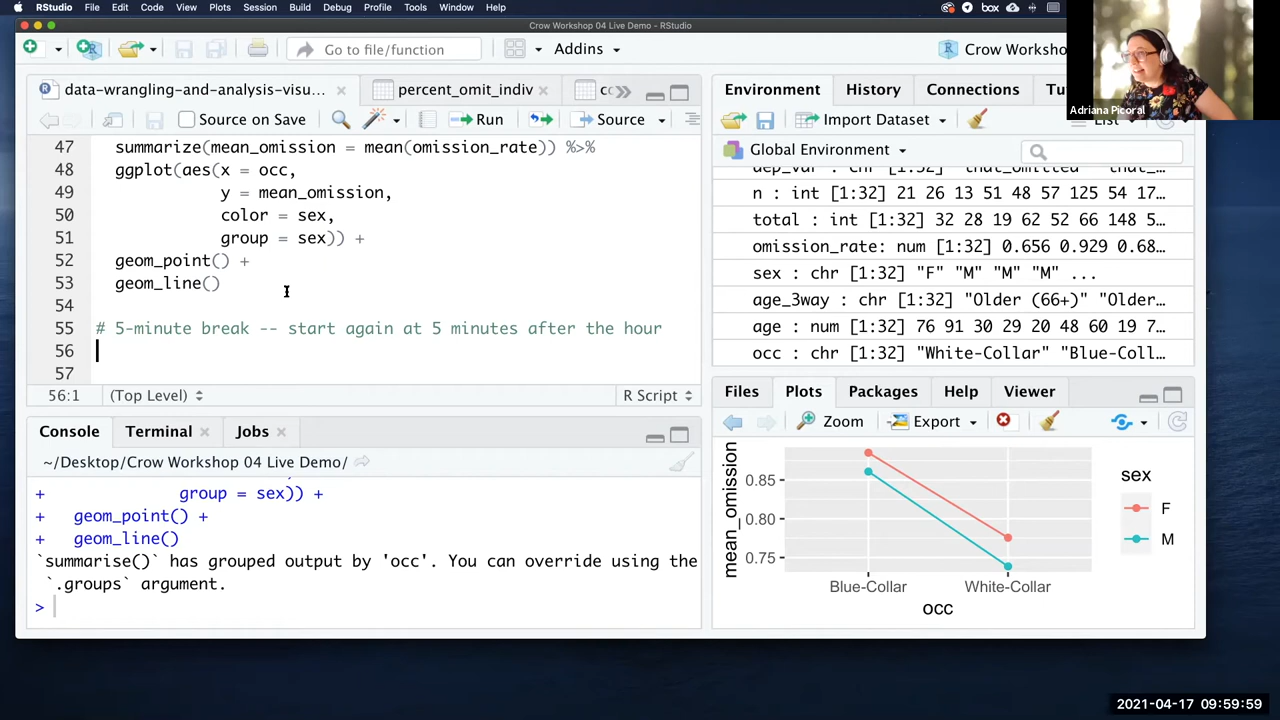 RStudio File Edit Code View Plots Session Build Debug Profile Tools Window Help
box
Crow Workshop 04 Live Demo - RStudio
Go to file/function Addins Crow Worksho
Adriana Picoral
data-wrangling-and-analysis-visu... percent_omit_indiv
Source on Save Run Source
47 summarize(mean_omission = mean(omission_rate)) %>%
48 ggplot(aes(x = occ,
49 y = mean_omission,
50 color = sex,
51 group = sex)) +
52 geom_point() +
53 geom_line()
54
55 # 5-minute break -- start again at 5 minutes after the hour
56
57
56:1 (Top Level) R Script
Console Terminal Jobs
~/Desktop/Crow Workshop 04 Live Demo/
+ group = sex)) +
+ geom_point() +
+ geom_line()
`summarise()` has grouped output by 'occ'. You can override using the
`.groups` argument.
>
Environment History Connections Tu
Import Dataset List
Global Environment
n : int [1:32] 21 26 13 51 48 57 125 54 17...
total : int [1:32] 32 28 19 62 52 66 148 5...
omission_rate: num [1:32] 0.656 0.929 0.68...
sex : chr [1:32] "F" "M" "M" "M" ...
age_3way : chr [1:32] "Older (66+)" "Older...
age : num [1:32] 76 91 30 29 20 48 60 19 7...
occ : chr [1:32] "White-Collar" "Blue-Coll...
Files Plots Packages Help Viewer
Zoom Export
mean_omission
0.85
0.80
0.75
Blue-Collar White-Collar
occ
sex
F
M
2021-04-17 09:59:59